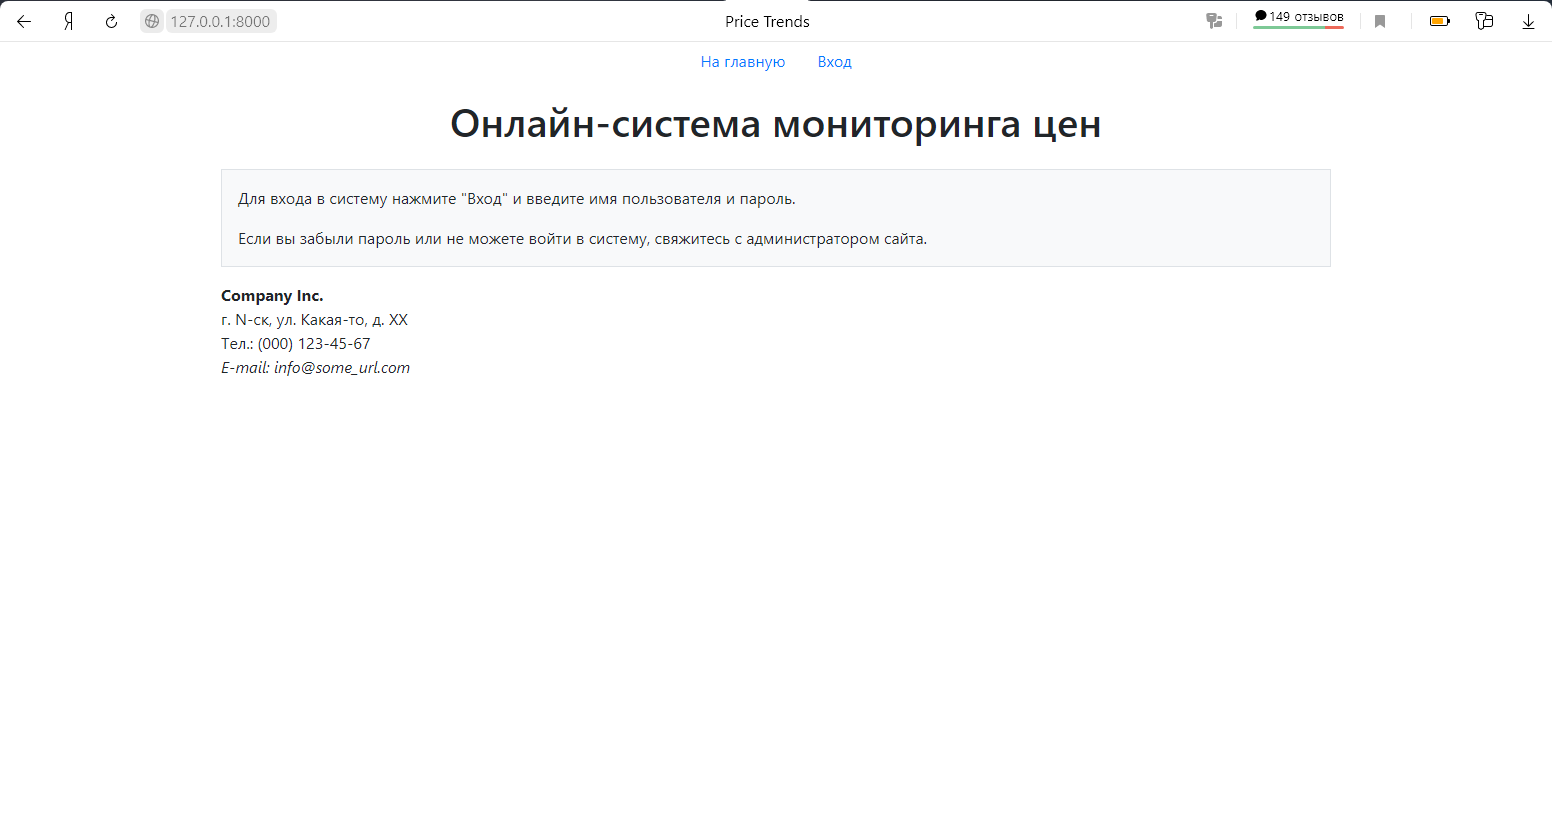 Я 127.0.0.1:8000 Price Trends 149 отзывов
На главную Вход
Онлайн-система мониторинга цен
Для входа в систему нажмите "Вход" и введите имя пользователя и пароль.
Если вы забыли пароль или не можете войти в систему, свяжитесь с администратором сайта.
Company Inc.
г. N-ск, ул. Какая-то, д. XX
Тел.: (000) 123-45-67
E-mail: info@some_url.com